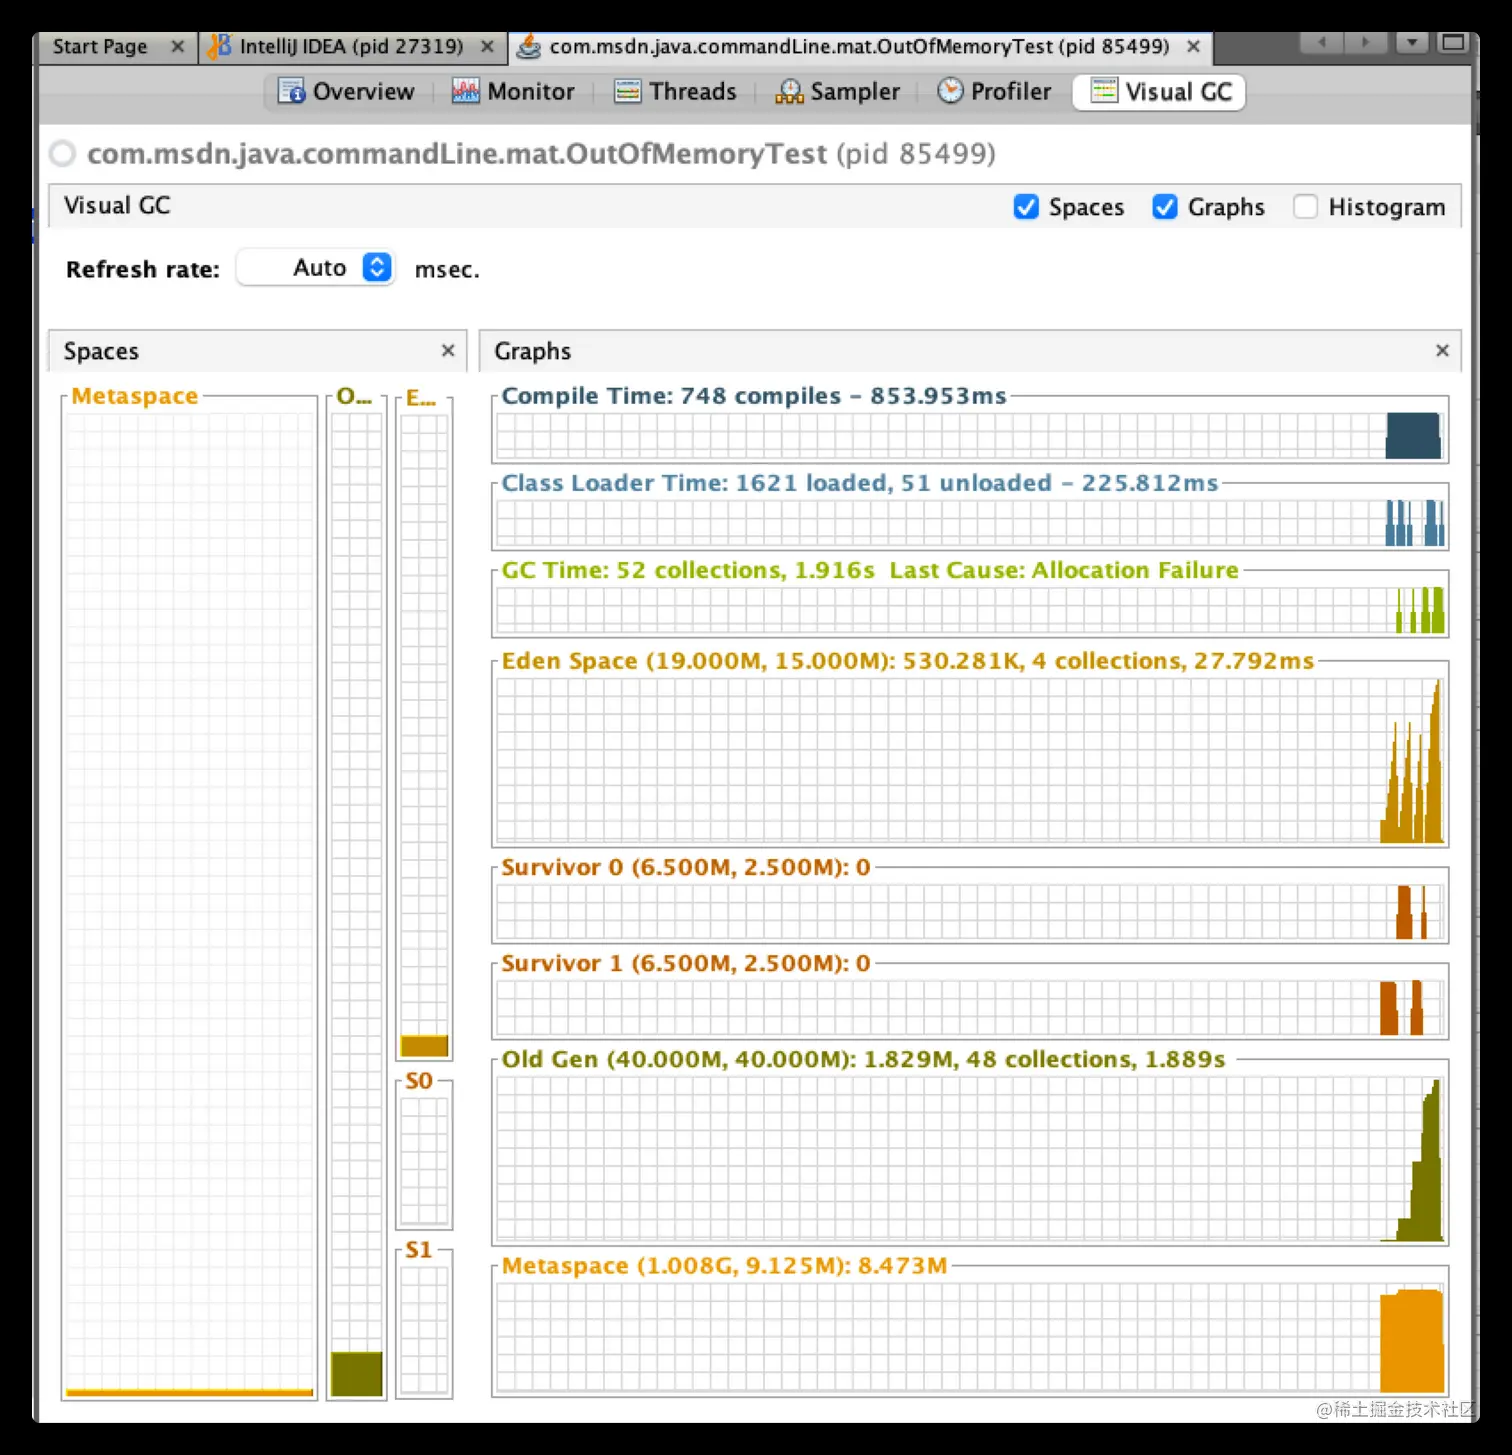 Start Page
IntelliJ IDEA (pid 27319)
com.msdn.java.commandLine.mat.OutOfMemoryTest (pid 85499)
Overview
Monitor
Threads
Sampler
Profiler
Visual GC
com.msdn.java.commandLine.mat.OutOfMemoryTest (pid 85499)
Visual GC
Spaces
Graphs
Histogram
Refresh rate: Auto msec.
Spaces
Metaspace
O...
E...
S0
S1
Graphs
Compile Time: 748 compiles - 853.953ms
Class Loader Time: 1621 loaded, 51 unloaded - 225.812ms
GC Time: 52 collections, 1.916s Last Cause: Allocation Failure
Eden Space (19.000M, 15.000M): 530.281K, 4 collections, 27.792ms
Survivor 0 (6.500M, 2.500M): 0
Survivor 1 (6.500M, 2.500M): 0
Old Gen (40.000M, 40.000M): 1.829M, 48 collections, 1.889s
Metaspace (1.008G, 9.125M): 8.473M
@稀土掘金技术社区